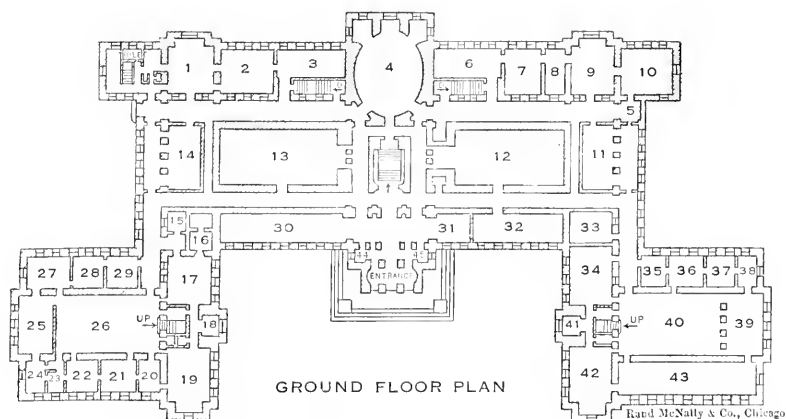 TOILET
1 2 3 4 6 7 8 9 10
5
14 13 12 11
15 16 30 31 32 33
44 45
ENTRANCE
27 28 29 17 34 35 36 37 38
25 26 UP 18 41 UP 40 39
24 23 22 21 20 19 42 43
GROUND FLOOR PLAN
Rand McNally & Co., Chicago